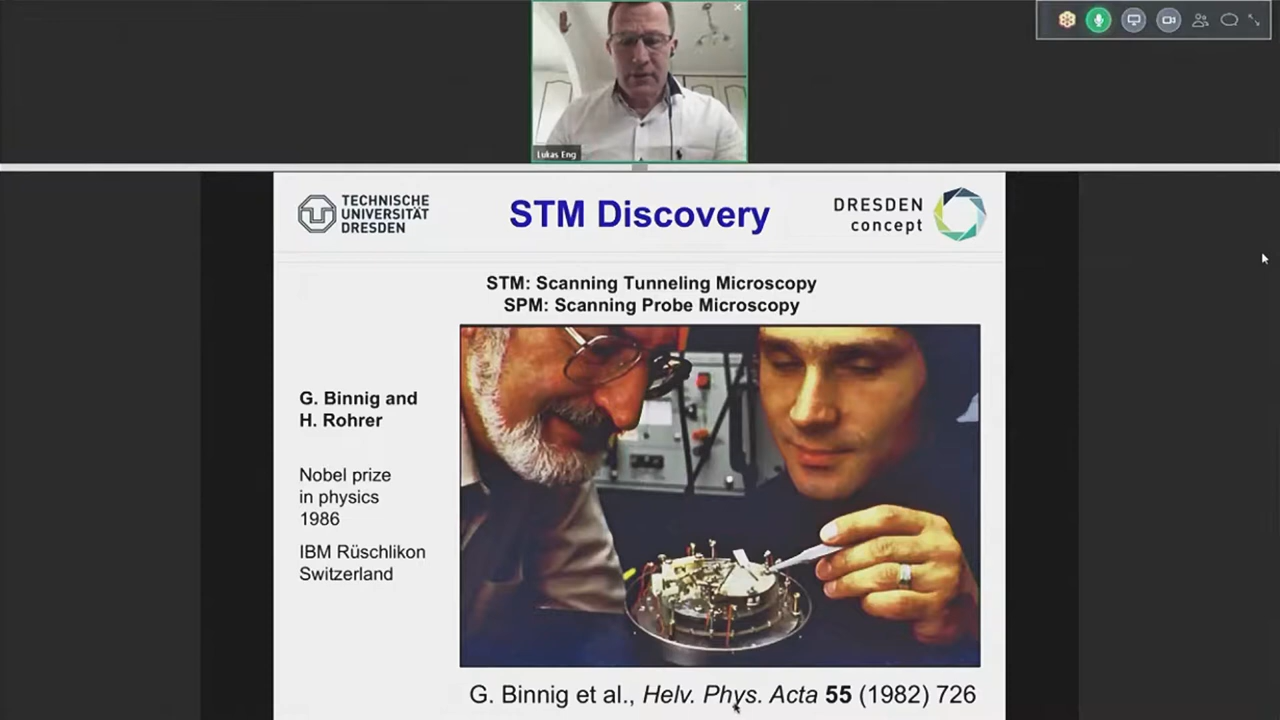 Lukas Eng
TECHNISCHE
UNIVERSITÄT
DRESDEN
STM Discovery
DRESDEN
concept
STM: Scanning Tunneling Microscopy
SPM: Scanning Probe Microscopy
G. Binnig and
H. Rohrer
Nobel prize
in physics
1986
IBM Rüschlikon
Switzerland
G. Binnig et al., Helv. Phys. Acta 55 (1982) 726